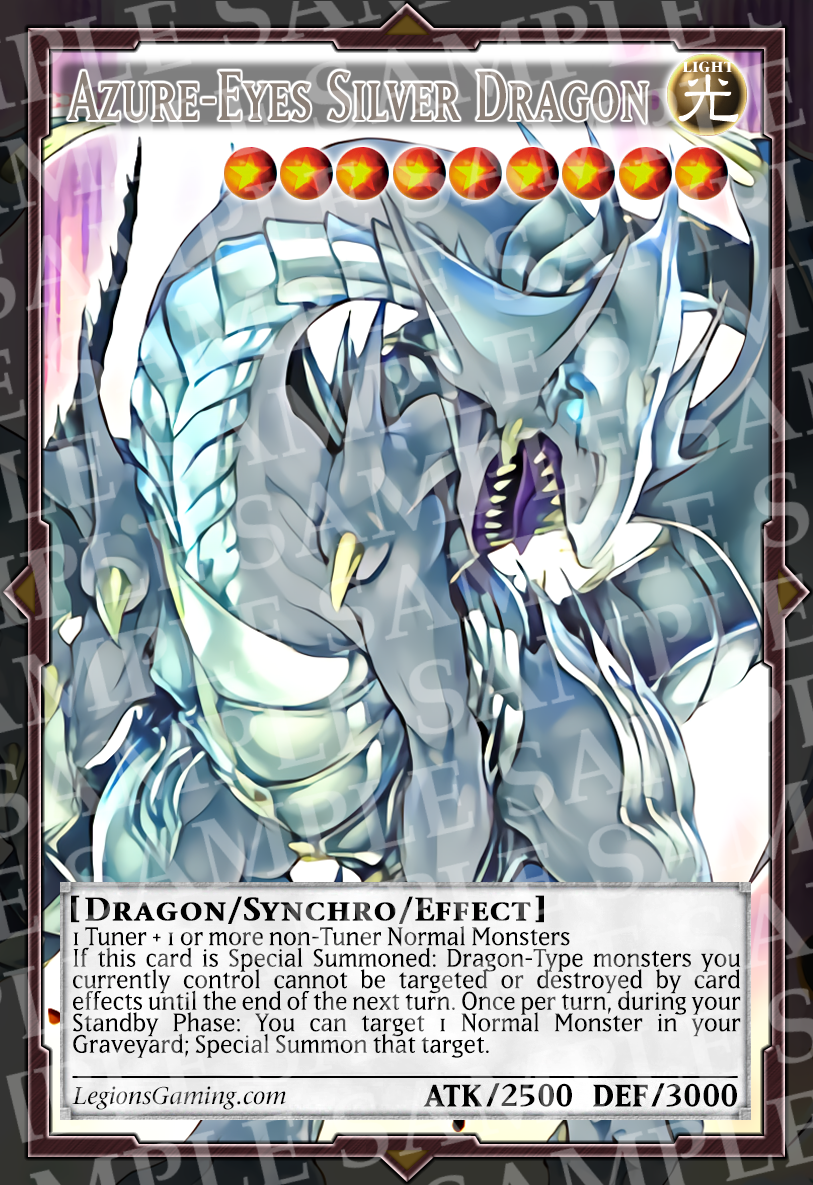 Azure-Eyes Silver Dragon
LIGHT
光
[Dragon/Synchro/Effect]
1 Tuner + 1 or more non-Tuner Normal Monsters
If this card is Special Summoned: Dragon-Type monsters you
currently control cannot be targeted or destroyed by card
effects until the end of the next turn. Once per turn, during your
Standby Phase: You can target 1 Normal Monster in your
Graveyard; Special Summon that target.
LegionsGaming.com ATK/2500 DEF/3000
SAMPLE